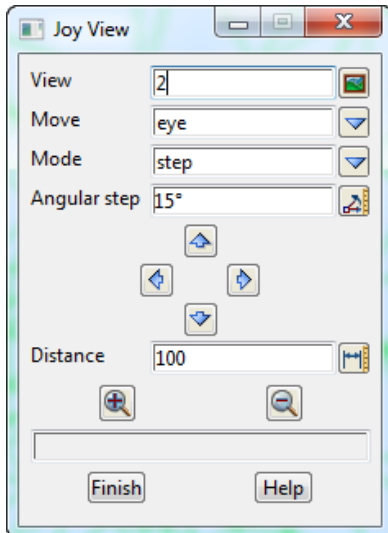 Joy View
View 2
Move eye
Mode step
Angular step 15°
Distance 100
Finish Help